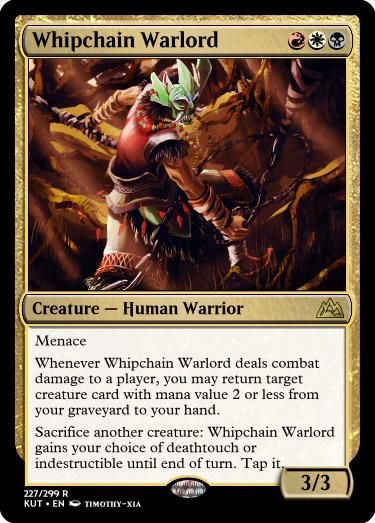 Whipchain Warlord
Creature — Human Warrior
Menace
Whenever Whipchain Warlord deals combat
damage to a player, you may return target
creature card with mana value 2 or less from
your graveyard to your hand.
Sacrifice another creature: Whipchain Warlord
gains your choice of deathtouch or
indestructible until end of turn. Tap it.
3/3
227/299 R
KUT • EN TIMOTHY-XIA